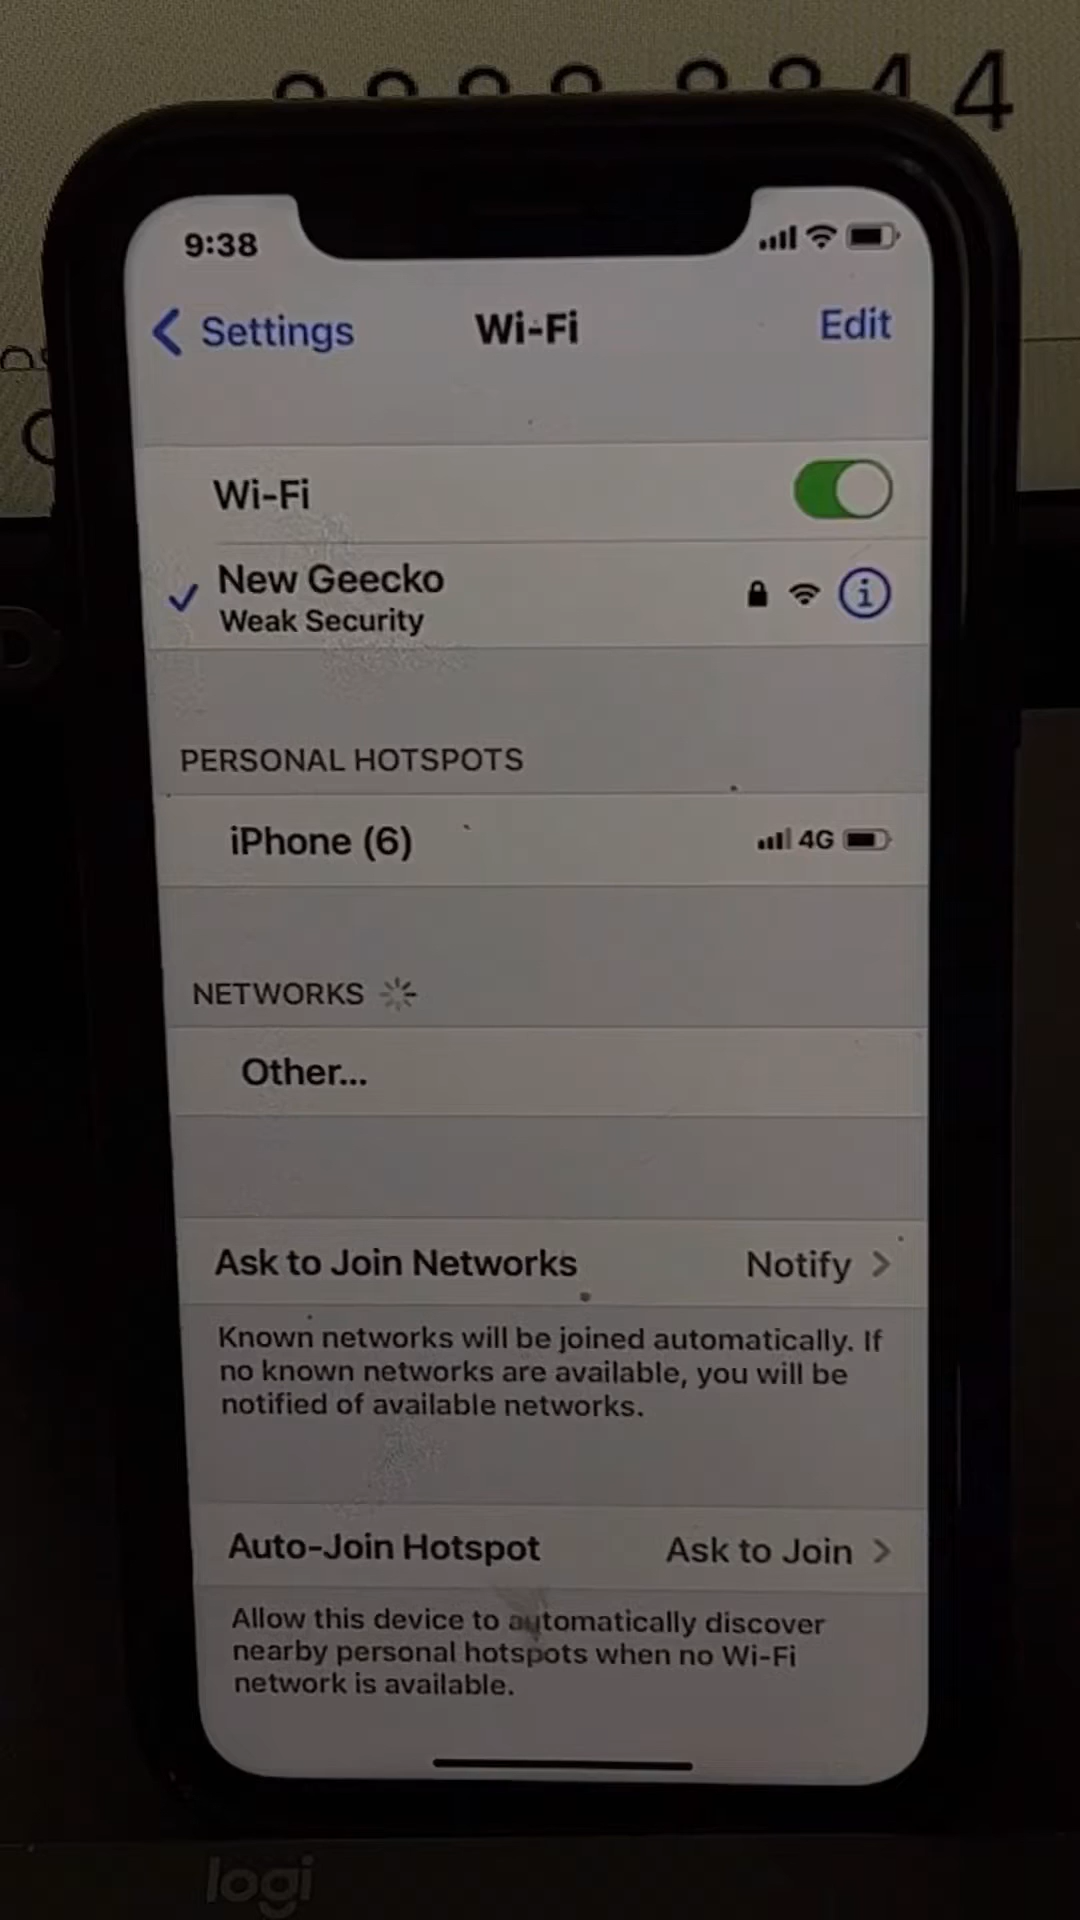 44
9:38
Settings
Wi-Fi
Edit
Wi-Fi
New Geecko
Weak Security
PERSONAL HOTSPOTS
iPhone (6)
4G
NETWORKS
Other...
Ask to Join Networks
Notify
Known networks will be joined automatically. If
no known networks are available, you will be
notified of available networks.
Auto-Join Hotspot
Ask to Join
Allow this device to automatically discover
nearby personal hotspots when no Wi-Fi
network is available.
logi